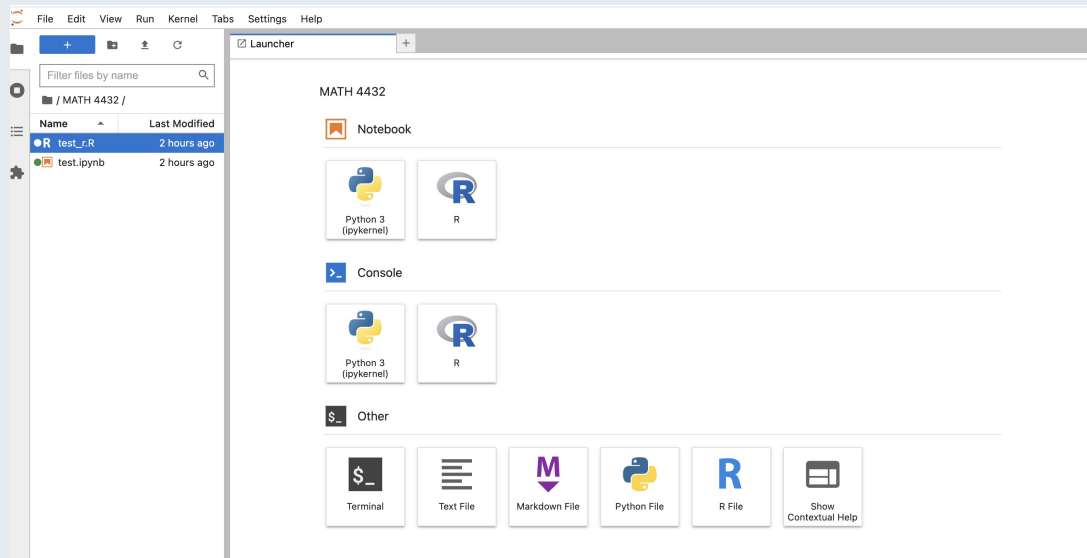 File Edit View Run Kernel Tabs Settings Help
+
Launcher +
Filter files by name
/ MATH 4432 /
Name Last Modified
R test_r.R 2 hours ago
test.ipynb 2 hours ago
MATH 4432
Notebook
Python 3
(ipykernel)
R
R
>_ Console
Python 3
(ipykernel)
R
R
$_ Other
$_
Terminal
Text File
M
Markdown File
Python File
R
R File
Show
Contextual Help